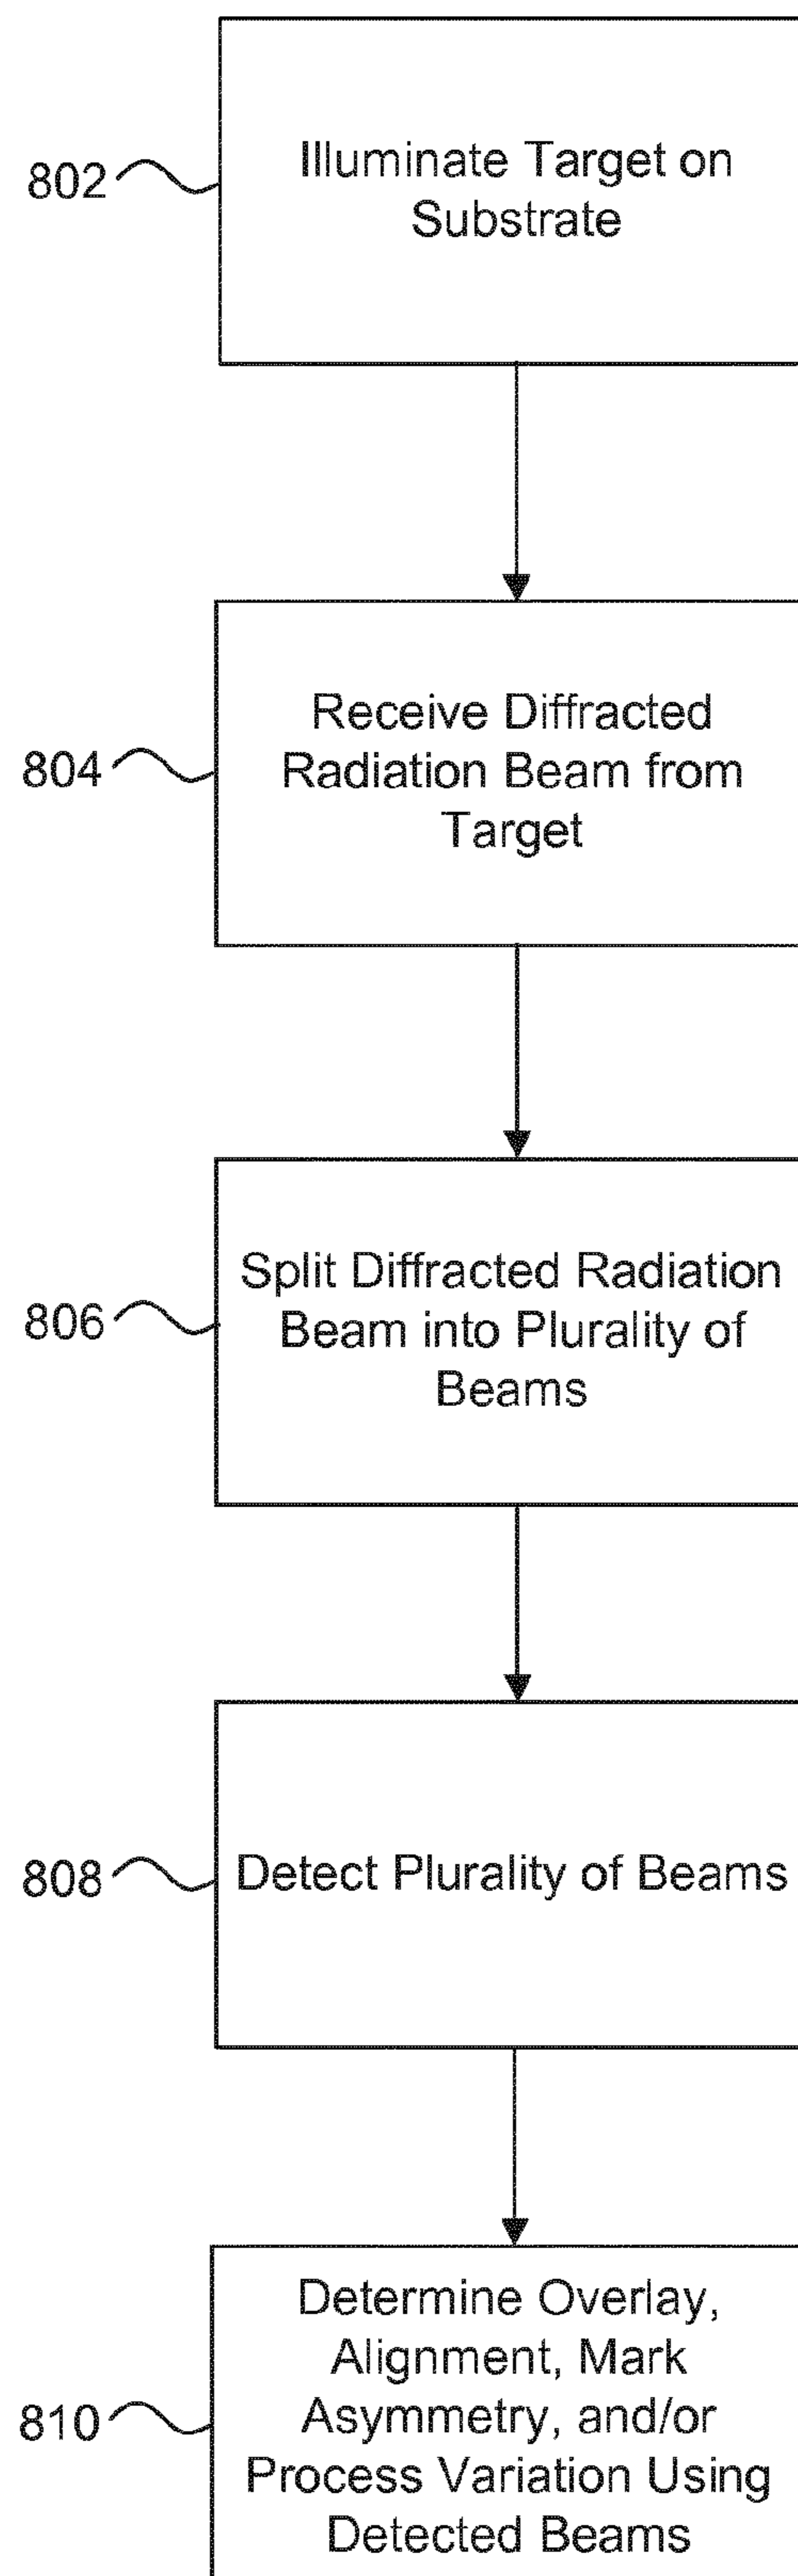 802
Illuminate Target on
Substrate
804
Receive Diffracted
Radiation Beam from
Target
806
Split Diffracted Radiation
Beam into Plurality of
Beams
808
Detect Plurality of Beams
810
Determine Overlay,
Alignment, Mark
Asymmetry, and/or
Process Variation Using
Detected Beams